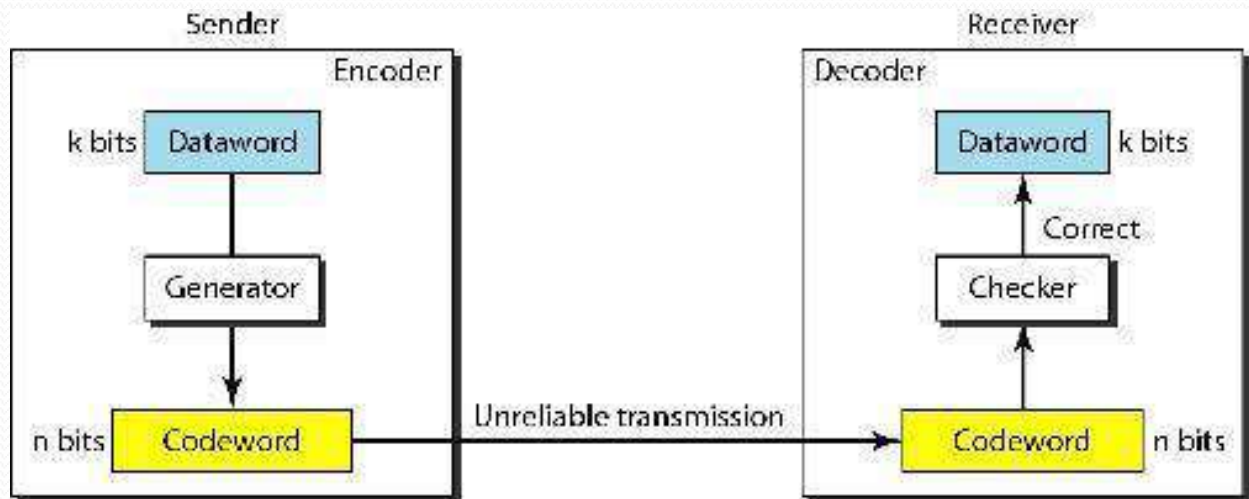 Sender
Encoder
k bits Dataword
Generator
n bits Codeword
Unreliable transmission
Receiver
Decoder
Dataword k bits
Correct
Checker
Codeword n bits